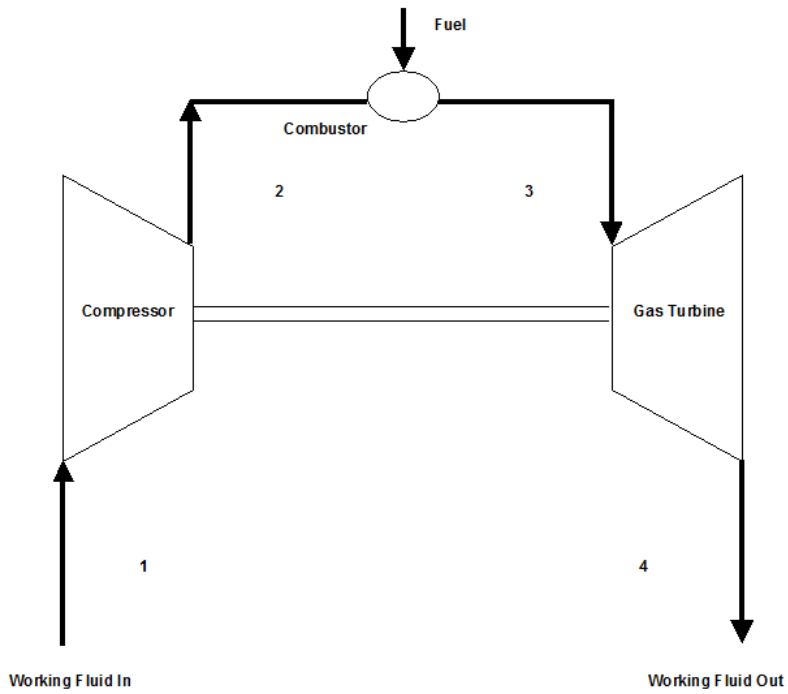 Fuel
Combustor
2
3
Compressor
Gas Turbine
1
4
Working Fluid In
Working Fluid Out